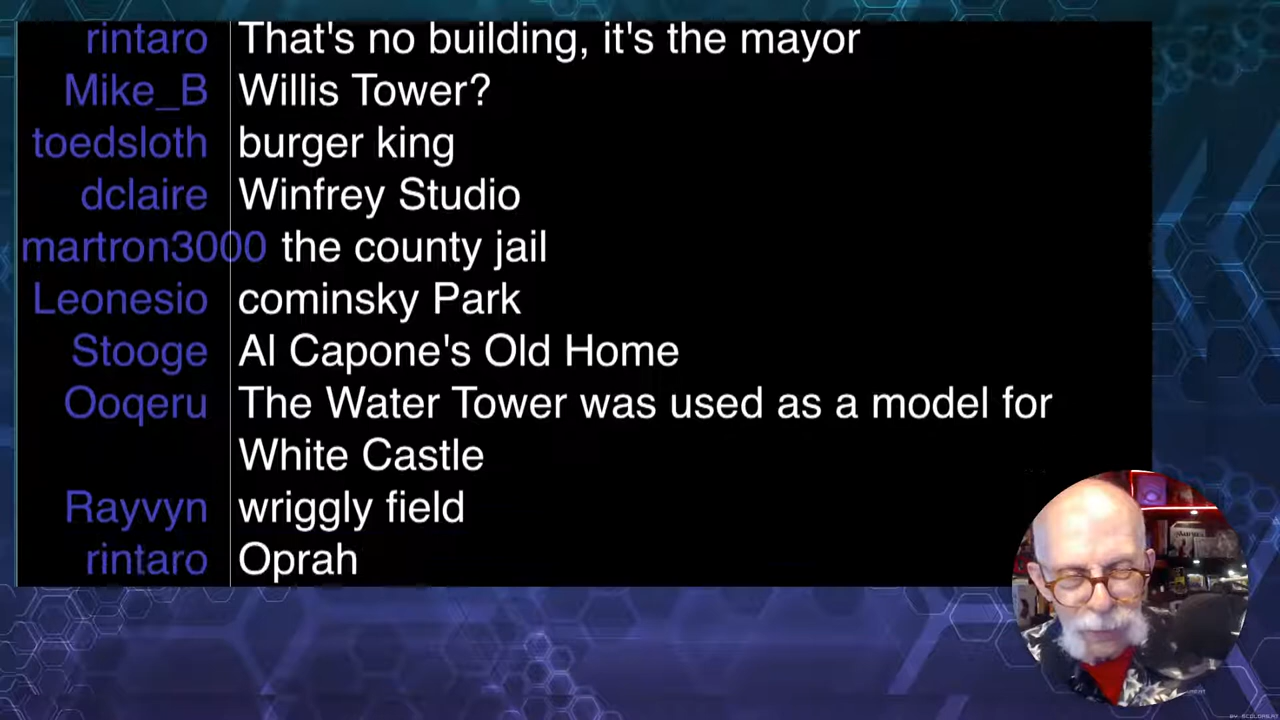 rintaro That's no building, it's the mayor
Mike_B Willis Tower?
toedsloth burger king
dclaire Winfrey Studio
martron3000 the county jail
Leonesio cominsky Park
Stooge Al Capone's Old Home
Ooqeru The Water Tower was used as a model for
White Castle
Rayvyn wriggly field
rintaro Oprah